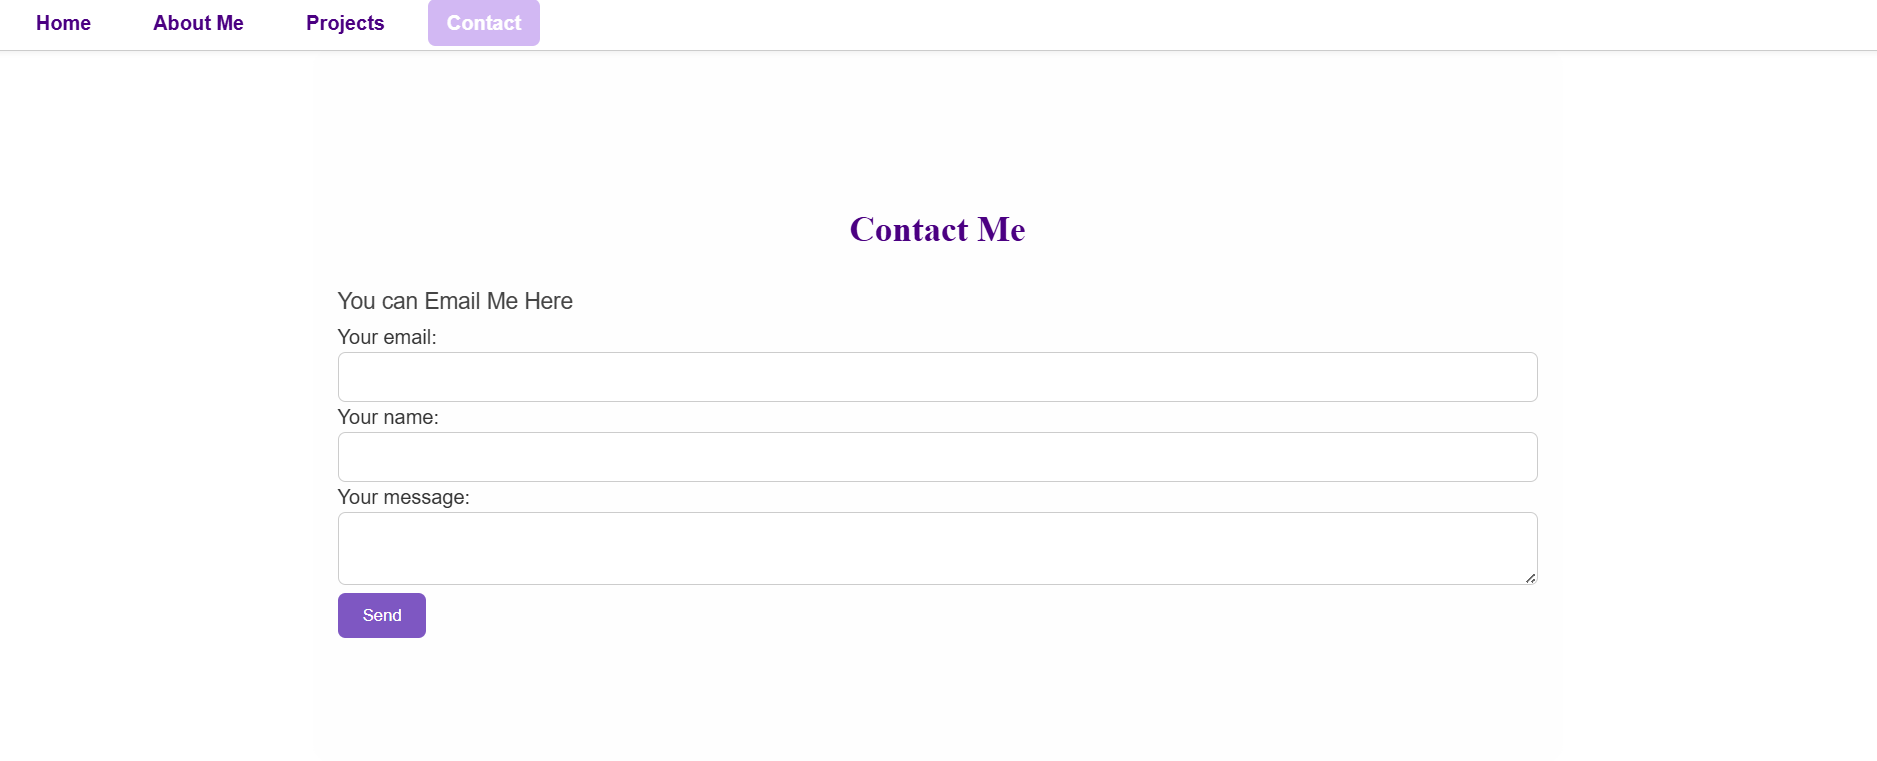 Home About Me Projects Contact
Contact Me
You can Email Me Here
Your email:
Your name:
Your message:
Send